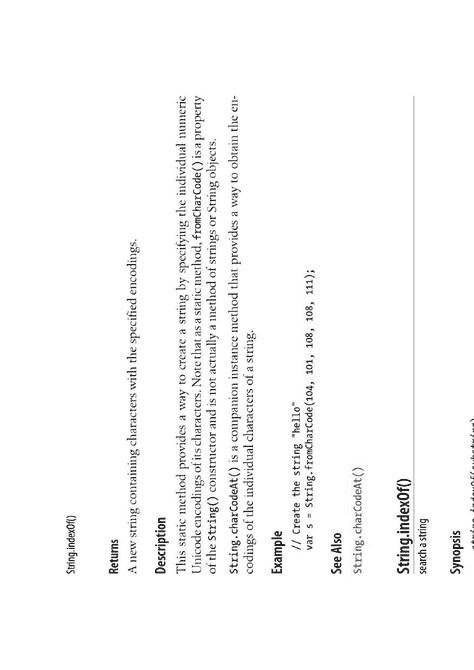 String.indexOf()
Returns
A new string containing characters with the specified encodings.
Description
This static method provides a way to create a string by specifying the individual numeric
Unicode encodings of its characters. Note that as a static method, fromCharCode() is a property
of the String() constructor and is not actually a method of strings or String objects.
String.charCodeAt() is a companion instance method that provides a way to obtain the en-
codings of the individual characters of a string.
Example
// Create the string "hello"
var s = String.fromCharCode(104, 101, 108, 108, 111);
See Also
String.charCodeAt()
String.indexOf()
search a string
Synopsis